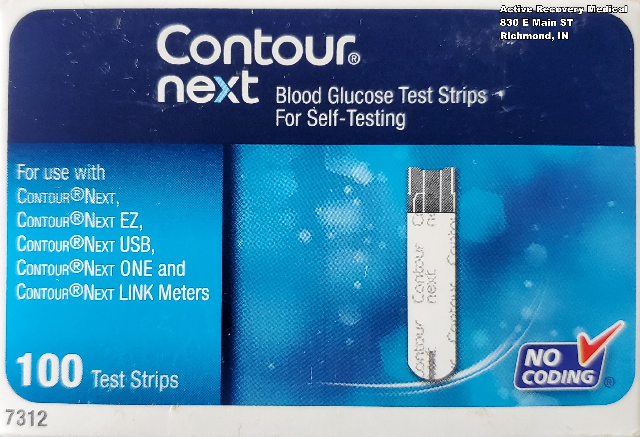 Active Recovery Medical
830 E Main ST
Richmond, IN
Contour®
next
Blood Glucose Test Strips
For Self-Testing
For use with
CONTOUR®NEXT,
CONTOUR®NEXT EZ,
CONTOUR®NEXT USB,
CONTOUR®NEXT ONE and
CONTOUR®NEXT LINK Meters
100 Test Strips
Contour
next
NO
CODING®
7312